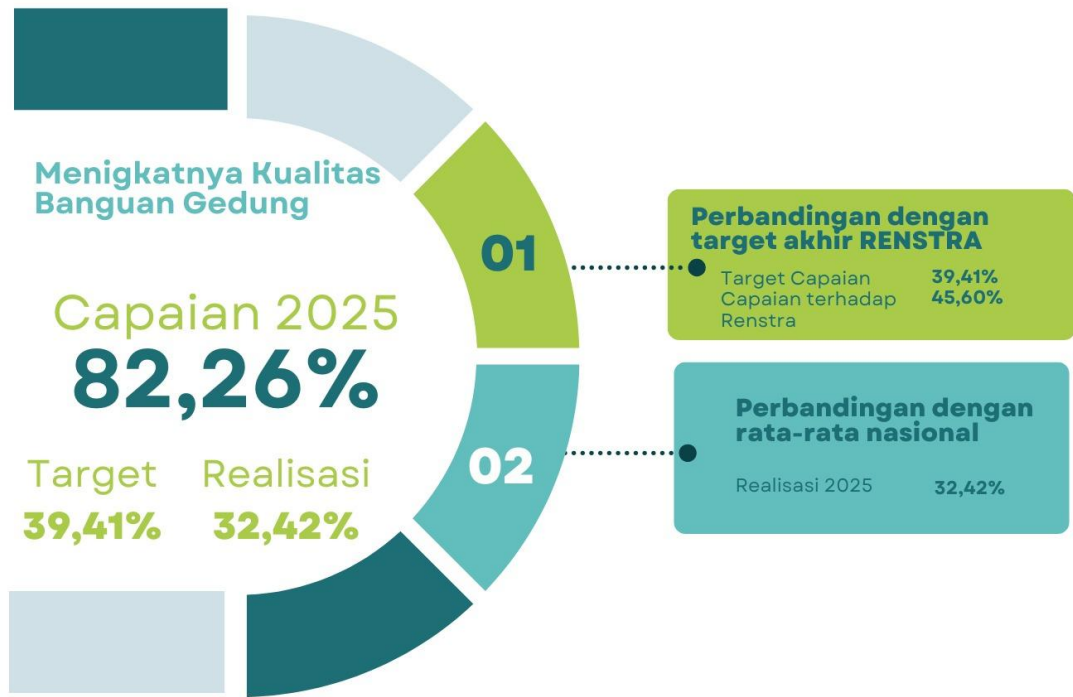 Menigkatnya Kualitas
Banguan Gedung
Capaian 2025
82,26%
Target Realisasi
39,41% 32,42%
01
Perbandingan dengan
target akhir RENSTRA
Target Capaian 39,41%
Capaian terhadap 45,60%
Renstra
02
Perbandingan dengan
rata-rata nasional
Realisasi 2025 32,42%